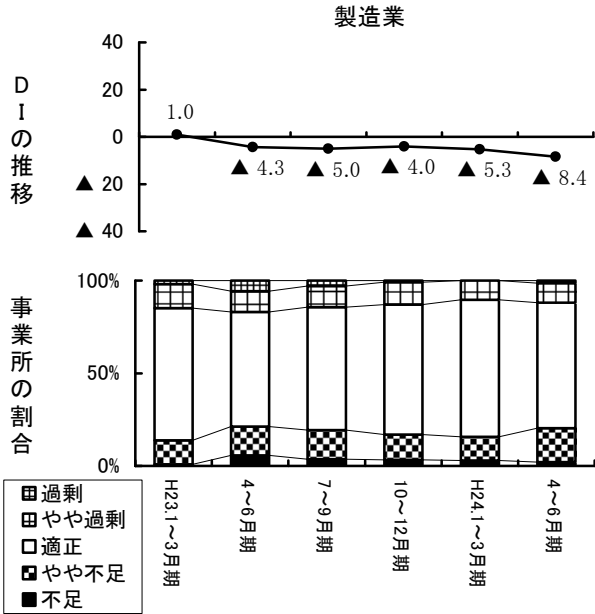 製造業
DIの推移
40
20
0
▲ 20
▲ 40
1.0
▲ 4.3
▲ 5.0
▲ 4.0
▲ 5.3
▲ 8.4
事業所の割合
100%
50%
0%
H23.1～3月期
4～6月期
7～9月期
10～12月期
H24.1～3月期
4～6月期
過剰
やや過剰
適正
やや不足
不足